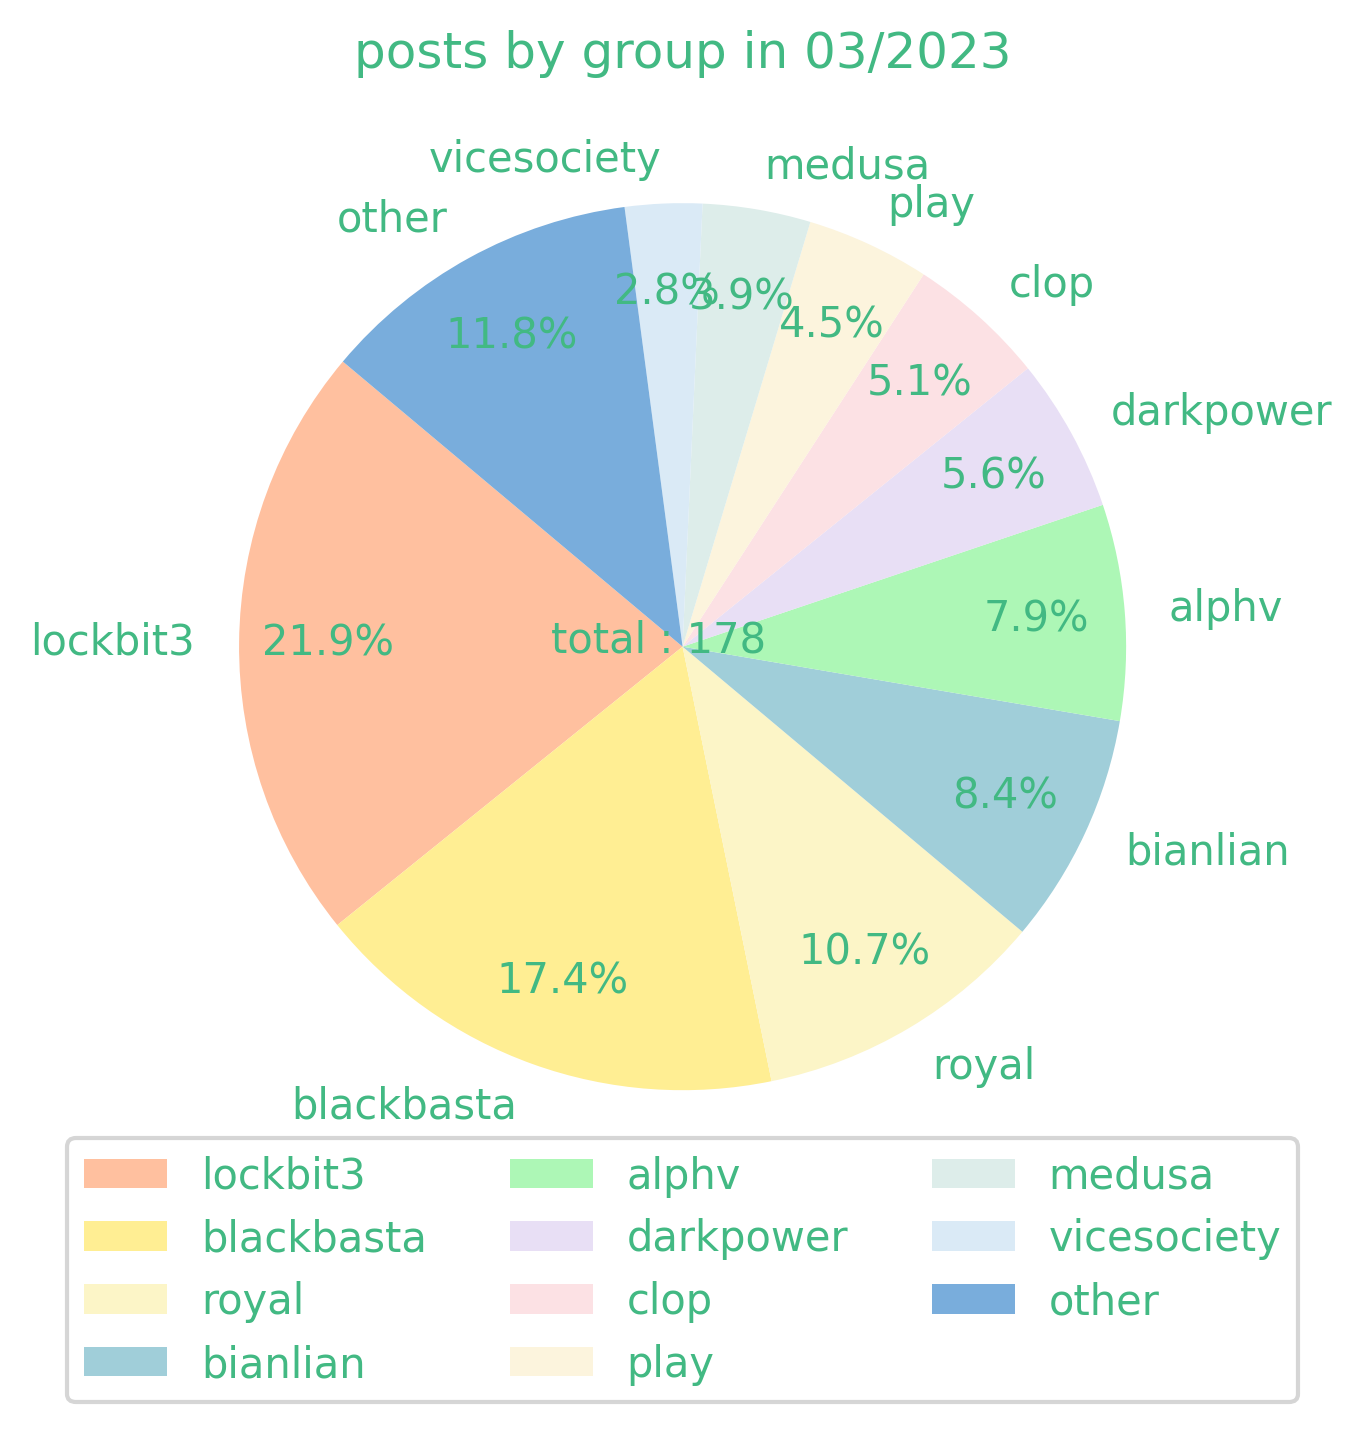 posts by group in 03/2023
vicesociety
medusa
play
other
clop
2.8%
3.9%
4.5%
11.8%
5.1%
darkpower
5.6%
alphv
7.9%
lockbit3
21.9%
total : 178
8.4%
bianlian
10.7%
17.4%
royal
blackbasta
lockbit3
blackbasta
royal
bianlian
alphv
darkpower
clop
play
medusa
vicesociety
other